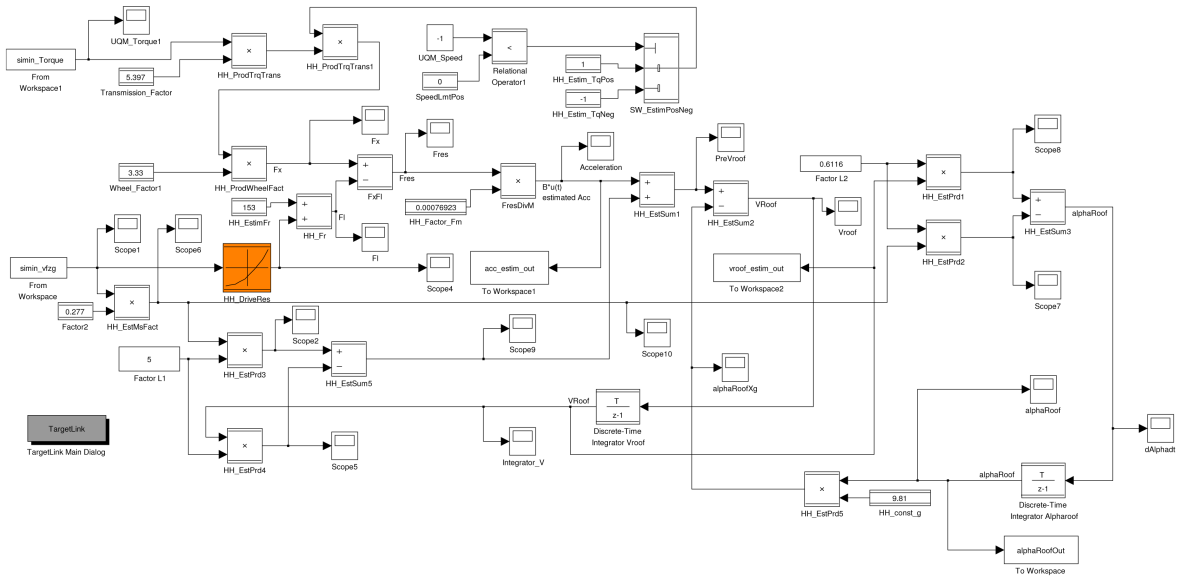 simin_Torque
From
Workspace1
UQM_Torque1
5.397
Transmission_Factor
×
HH_ProdTrqTrans
×
HH_ProdTrqTrans1
-1
UQM_Speed
0
SpeedLmtPos
<
Relational
Operator1
1
HH_Estim_TqPos
-1
HH_Estim_TqNeg
SW_EstimPosNeg
3.33
Wheel_Factor1
×
HH_ProdWheelFact
Fx
Fx
+
−
FxFl
Fres
Fres
153
HH_EstimFr
+
+
HH_Fr
Fl
Fl
0.00076923
HH_Factor_Fm
×
FresDivM
B*u(t)
estimated Acc
Acceleration
+
+
HH_EstSum1
PreVroof
+
−
HH_EstSum2
VRoof
Vroof
0.6116
Factor L2
×
HH_EstPrd1
Scope8
×
HH_EstPrd2
+
−
HH_EstSum3
alphaRoof
Scope7
simin_vfzg
From
Workspace
Scope1
Scope6
HH_DriveRes
Scope4
acc_estim_out
To Workspace1
vroof_estim_out
To Workspace2
0.277
Factor2
×
HH_EstMsFact
5
Factor L1
×
HH_EstPrd3
Scope2
+
−
HH_EstSum5
Scope9
Scope10
alphaRoofXg
TargetLink
TargetLink Main Dialog
×
HH_EstPrd4
Scope5
Integrator_V
VRoof
T
z-1
Discrete-Time
Integrator Vroof
alphaRoof
dAlphadt
×
HH_EstPrd5
9.81
HH_const_g
alphaRoof
T
z-1
Discrete-Time
Integrator Alpharoof
alphaRoofOut
To Workspace